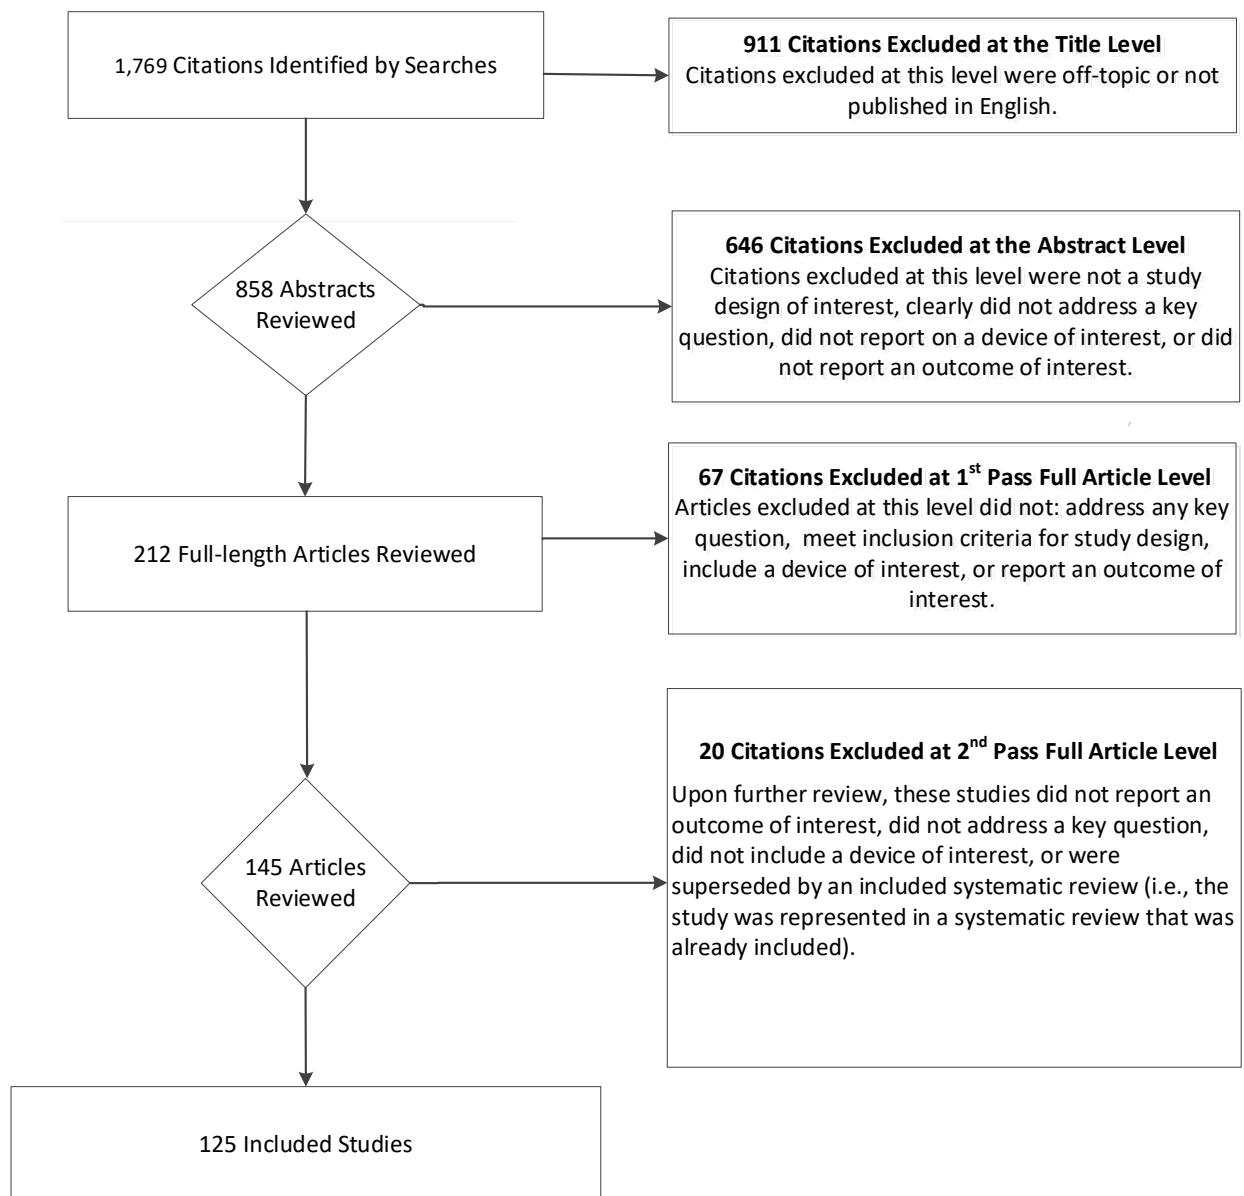 1,769 Citations Identified by Searches
911 Citations Excluded at the Title Level
Citations excluded at this level were off-topic or not
published in English.
858 Abstracts
Reviewed
646 Citations Excluded at the Abstract Level
Citations excluded at this level were not a study
design of interest, clearly did not address a key
question, did not report on a device of interest, or did
not report an outcome of interest.
212 Full-length Articles Reviewed
67 Citations Excluded at 1st Pass Full Article Level
Articles excluded at this level did not: address any key
question, meet inclusion criteria for study design,
include a device of interest, or report an outcome of
interest.
145 Articles
Reviewed
20 Citations Excluded at 2nd Pass Full Article Level
Upon further review, these studies did not report an
outcome of interest, did not address a key question,
did not include a device of interest, or were
superseded by an included systematic review (i.e., the
study was represented in a systematic review that was
already included).
125 Included Studies